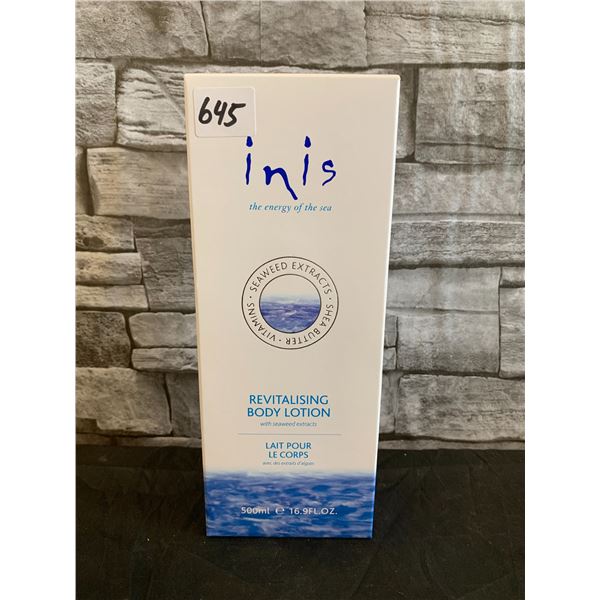 645
inis
the energy of the sea
SEAWEED EXTRACTS · SHEA BUTTER · VITAMINS ·
REVITALISING
BODY LOTION
with seaweed extracts
LAIT POUR
LE CORPS
avec des extraits d'algues
500ml ℮ 16.9FL.OZ.